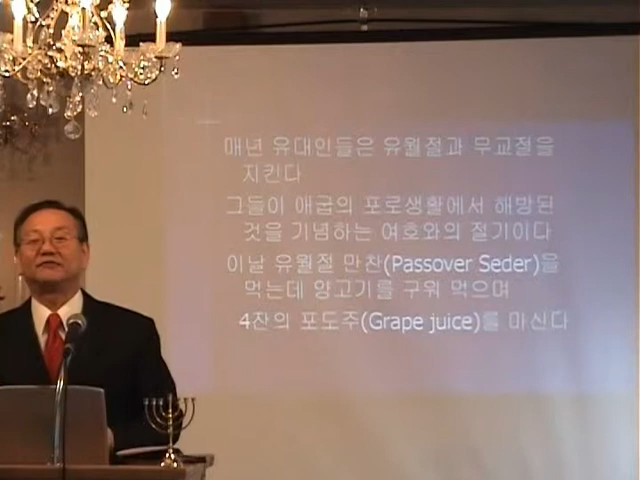 매년 유대인들은 유월절과 무교절을
지킨다
그들이 애굽의 포로생활에서 해방된
것을 기념하는 여호와의 절기이다
이날 유월절 만찬(Passover Seder)을
먹는데 양고기를 구워 먹으며
4잔의 포도주(Grape juice)를 마신다